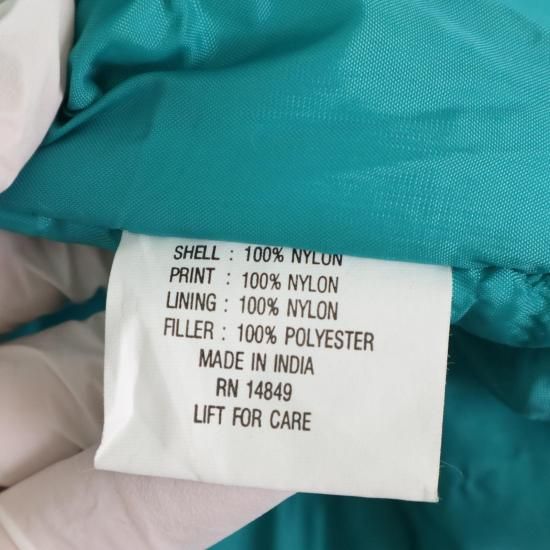 SHELL : 100% NYLON
PRINT : 100% NYLON
LINING : 100% NYLON
FILLER : 100% POLYESTER
MADE IN INDIA
RN 14849
LIFT FOR CARE